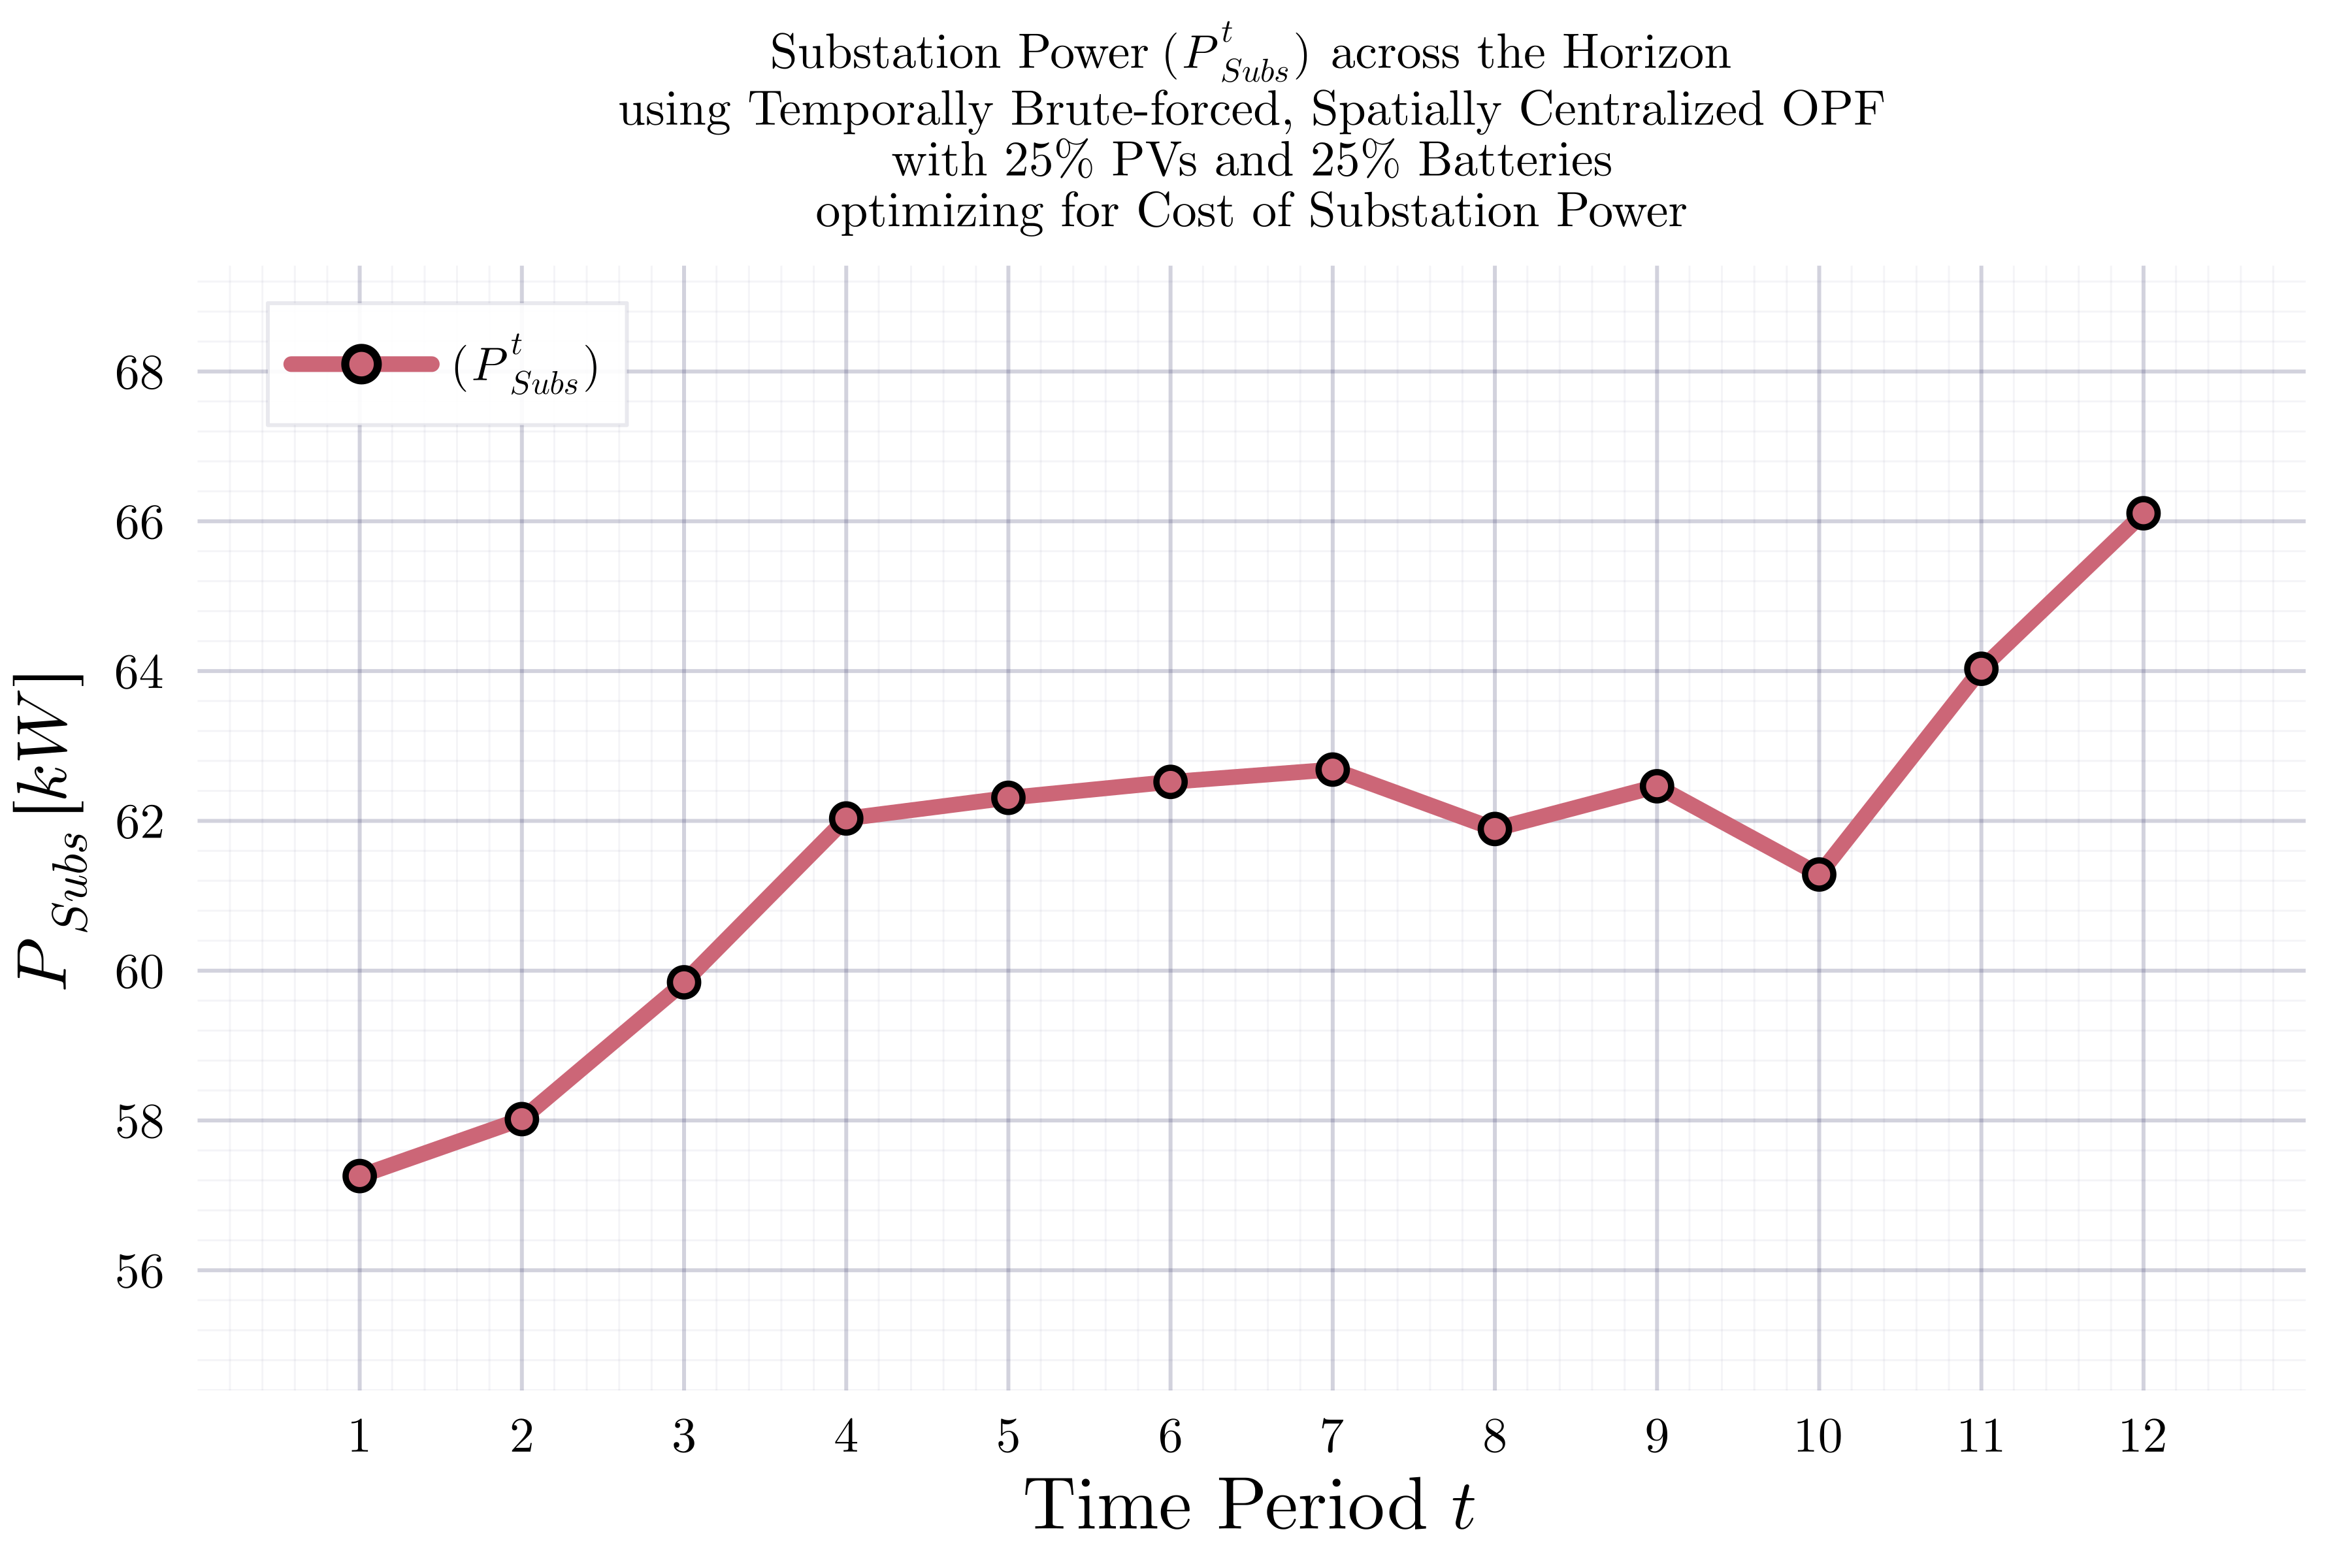 Substation Power (P^t_Subs) across the Horizon
using Temporally Brute-forced, Spatially Centralized OPF
with 25% PVs and 25% Batteries
optimizing for Cost of Substation Power
(P^t_Subs)
68
66
64
62
60
58
56
P_Subs [kW]
1 2 3 4 5 6 7 8 9 10 11 12
Time Period t